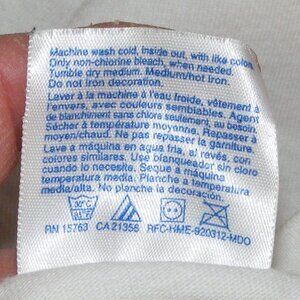 Machine wash cold, inside out, with like colors.
Only non-chlorine bleach, when needed.
Tumble dry medium. Medium/hot iron.
Do not iron decoration.
Laver à la machine à l'eau froide, vêtement à
l'envers, avec couleurs semblables. Agent
de blanchiment sans chlore seulement, au besoin.
Sécher à température moyenne. Repasser à
moyen/chaud. Ne pas repasser la garniture.
Lave a máquina en agua fria, al revés, con
colores similares. Use blanqueador sin cloro
cuando lo necesite. Seque a máquina a
temperatura media. Planche a temperatura
media/alta. No planche la decoración.
30°C
RN 15763 CA 21356 RFC-HME-920312-MDO